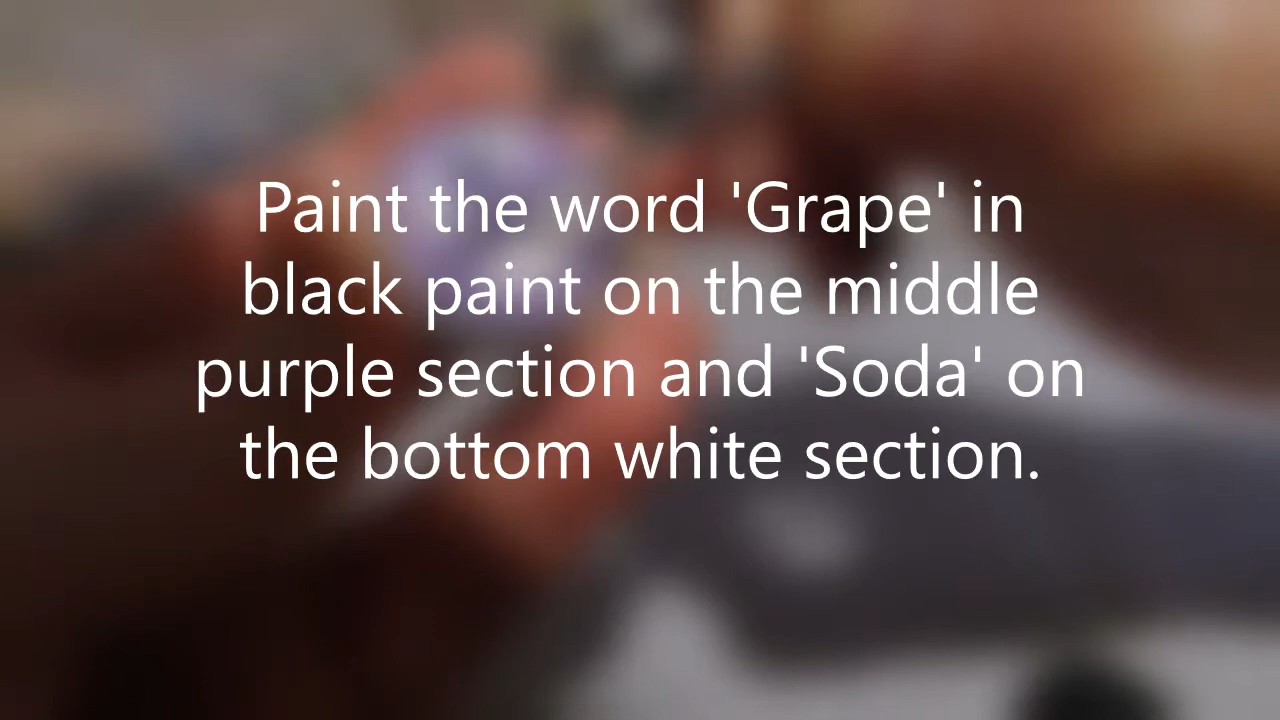 Paint the word 'Grape' in
black paint on the middle
purple section and 'Soda' on
the bottom white section.